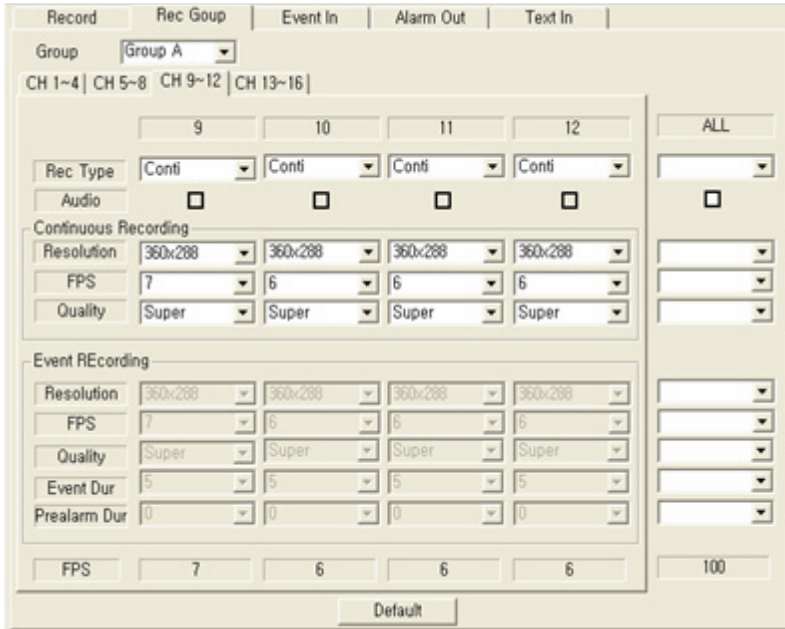 Record Rec Goup Event In Alarm Out Text In
Group Group A
CH 1~4 CH 5~8 CH 9~12 CH 13~16
9 10 11 12 ALL
Rec Type Conti Conti Conti Conti
Audio
Continuous Recording
Resolution 360x288 360x288 360x288 360x288
FPS 7 6 6 6
Quality Super Super Super Super
Event REcording
Resolution 360x288 360x288 360x288 360x288
FPS 7 6 6 6
Quality Super Super Super Super
Event Dur 5 5 5 5
Prealarm Dur 0 0 0 0
FPS 7 6 6 6 100
Default